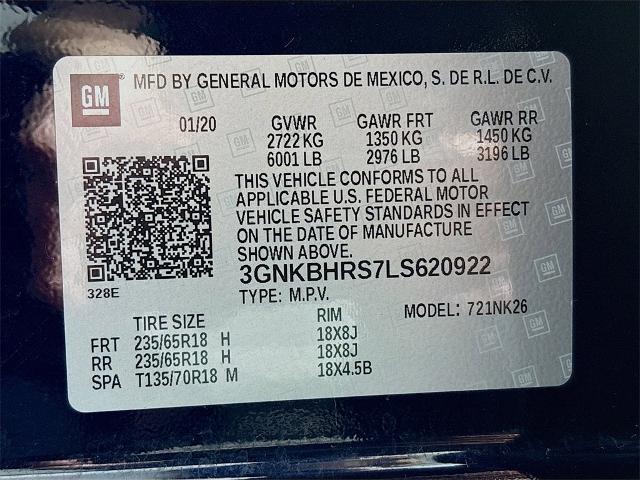 GM
MFD BY GENERAL MOTORS DE MEXICO, S. DE R.L. DE C.V.
01/20 GVWR GAWR FRT GAWR RR
2722 KG 1350 KG 1450 KG
6001 LB 2976 LB 3196 LB
THIS VEHICLE CONFORMS TO ALL
APPLICABLE U.S. FEDERAL MOTOR
VEHICLE SAFETY STANDARDS IN EFFECT
ON THE DATE OF MANUFACTURE
SHOWN ABOVE.
3GNKBHRS7LS620922
328E
TYPE: M.P.V. MODEL: 721NK26
TIRE SIZE RIM
FRT 235/65R18 H 18X8J
RR 235/65R18 H 18X8J
SPA T135/70R18 M 18X4.5B